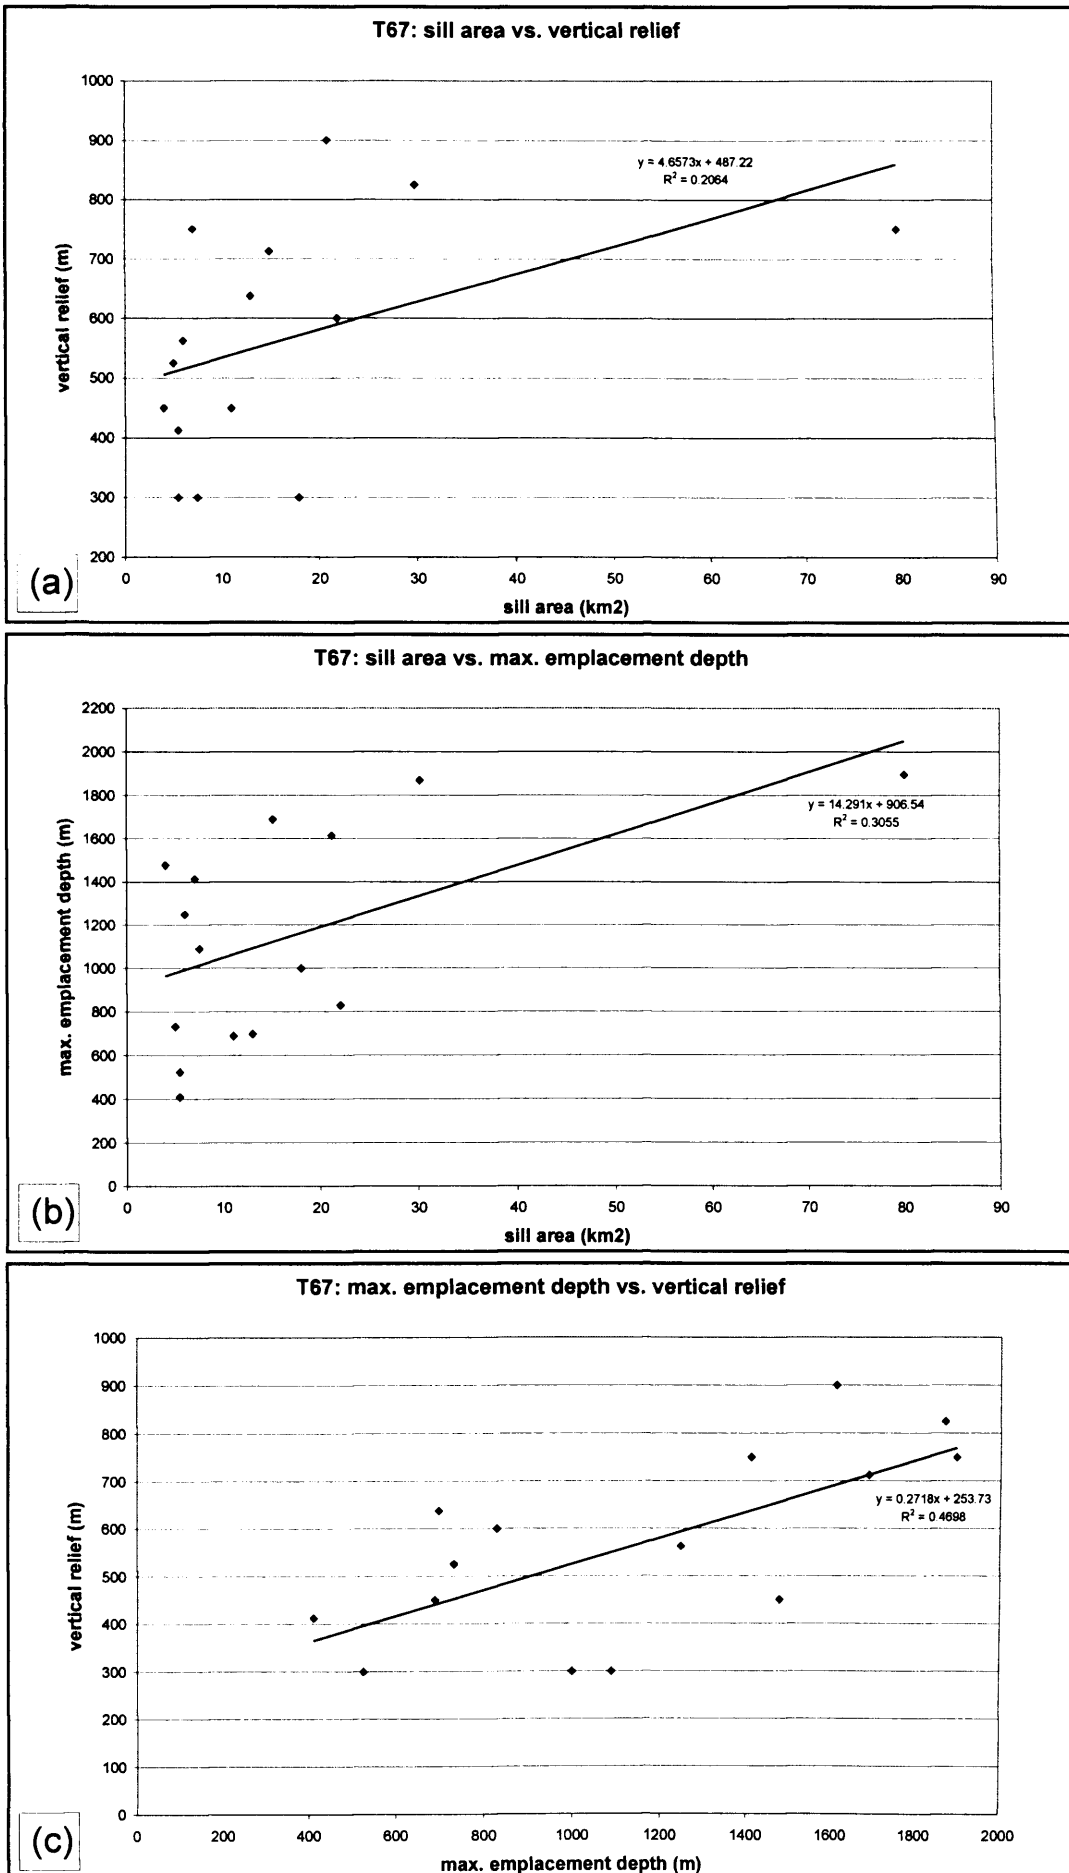 T67: sill area vs. vertical relief
1000
900
800
700
600
500
400
300
200
vertical relief (m)
y = 4.6573x + 487.22
R² = 0.2064
0 10 20 30 40 50 60 70 80 90
sill area (km2)
(a)
T67: sill area vs. max. emplacement depth
2200
2000
1800
1600
1400
1200
1000
800
600
400
200
0
max. emplacement depth (m)
y = 14.291x + 906.54
R² = 0.3055
0 10 20 30 40 50 60 70 80 90
sill area (km2)
(b)
T67: max. emplacement depth vs. vertical relief
1000
900
800
700
600
500
400
300
200
100
0
vertical relief (m)
y = 0.2718x + 253.73
R² = 0.4698
0 200 400 600 800 1000 1200 1400 1600 1800 2000
max. emplacement depth (m)
(c)